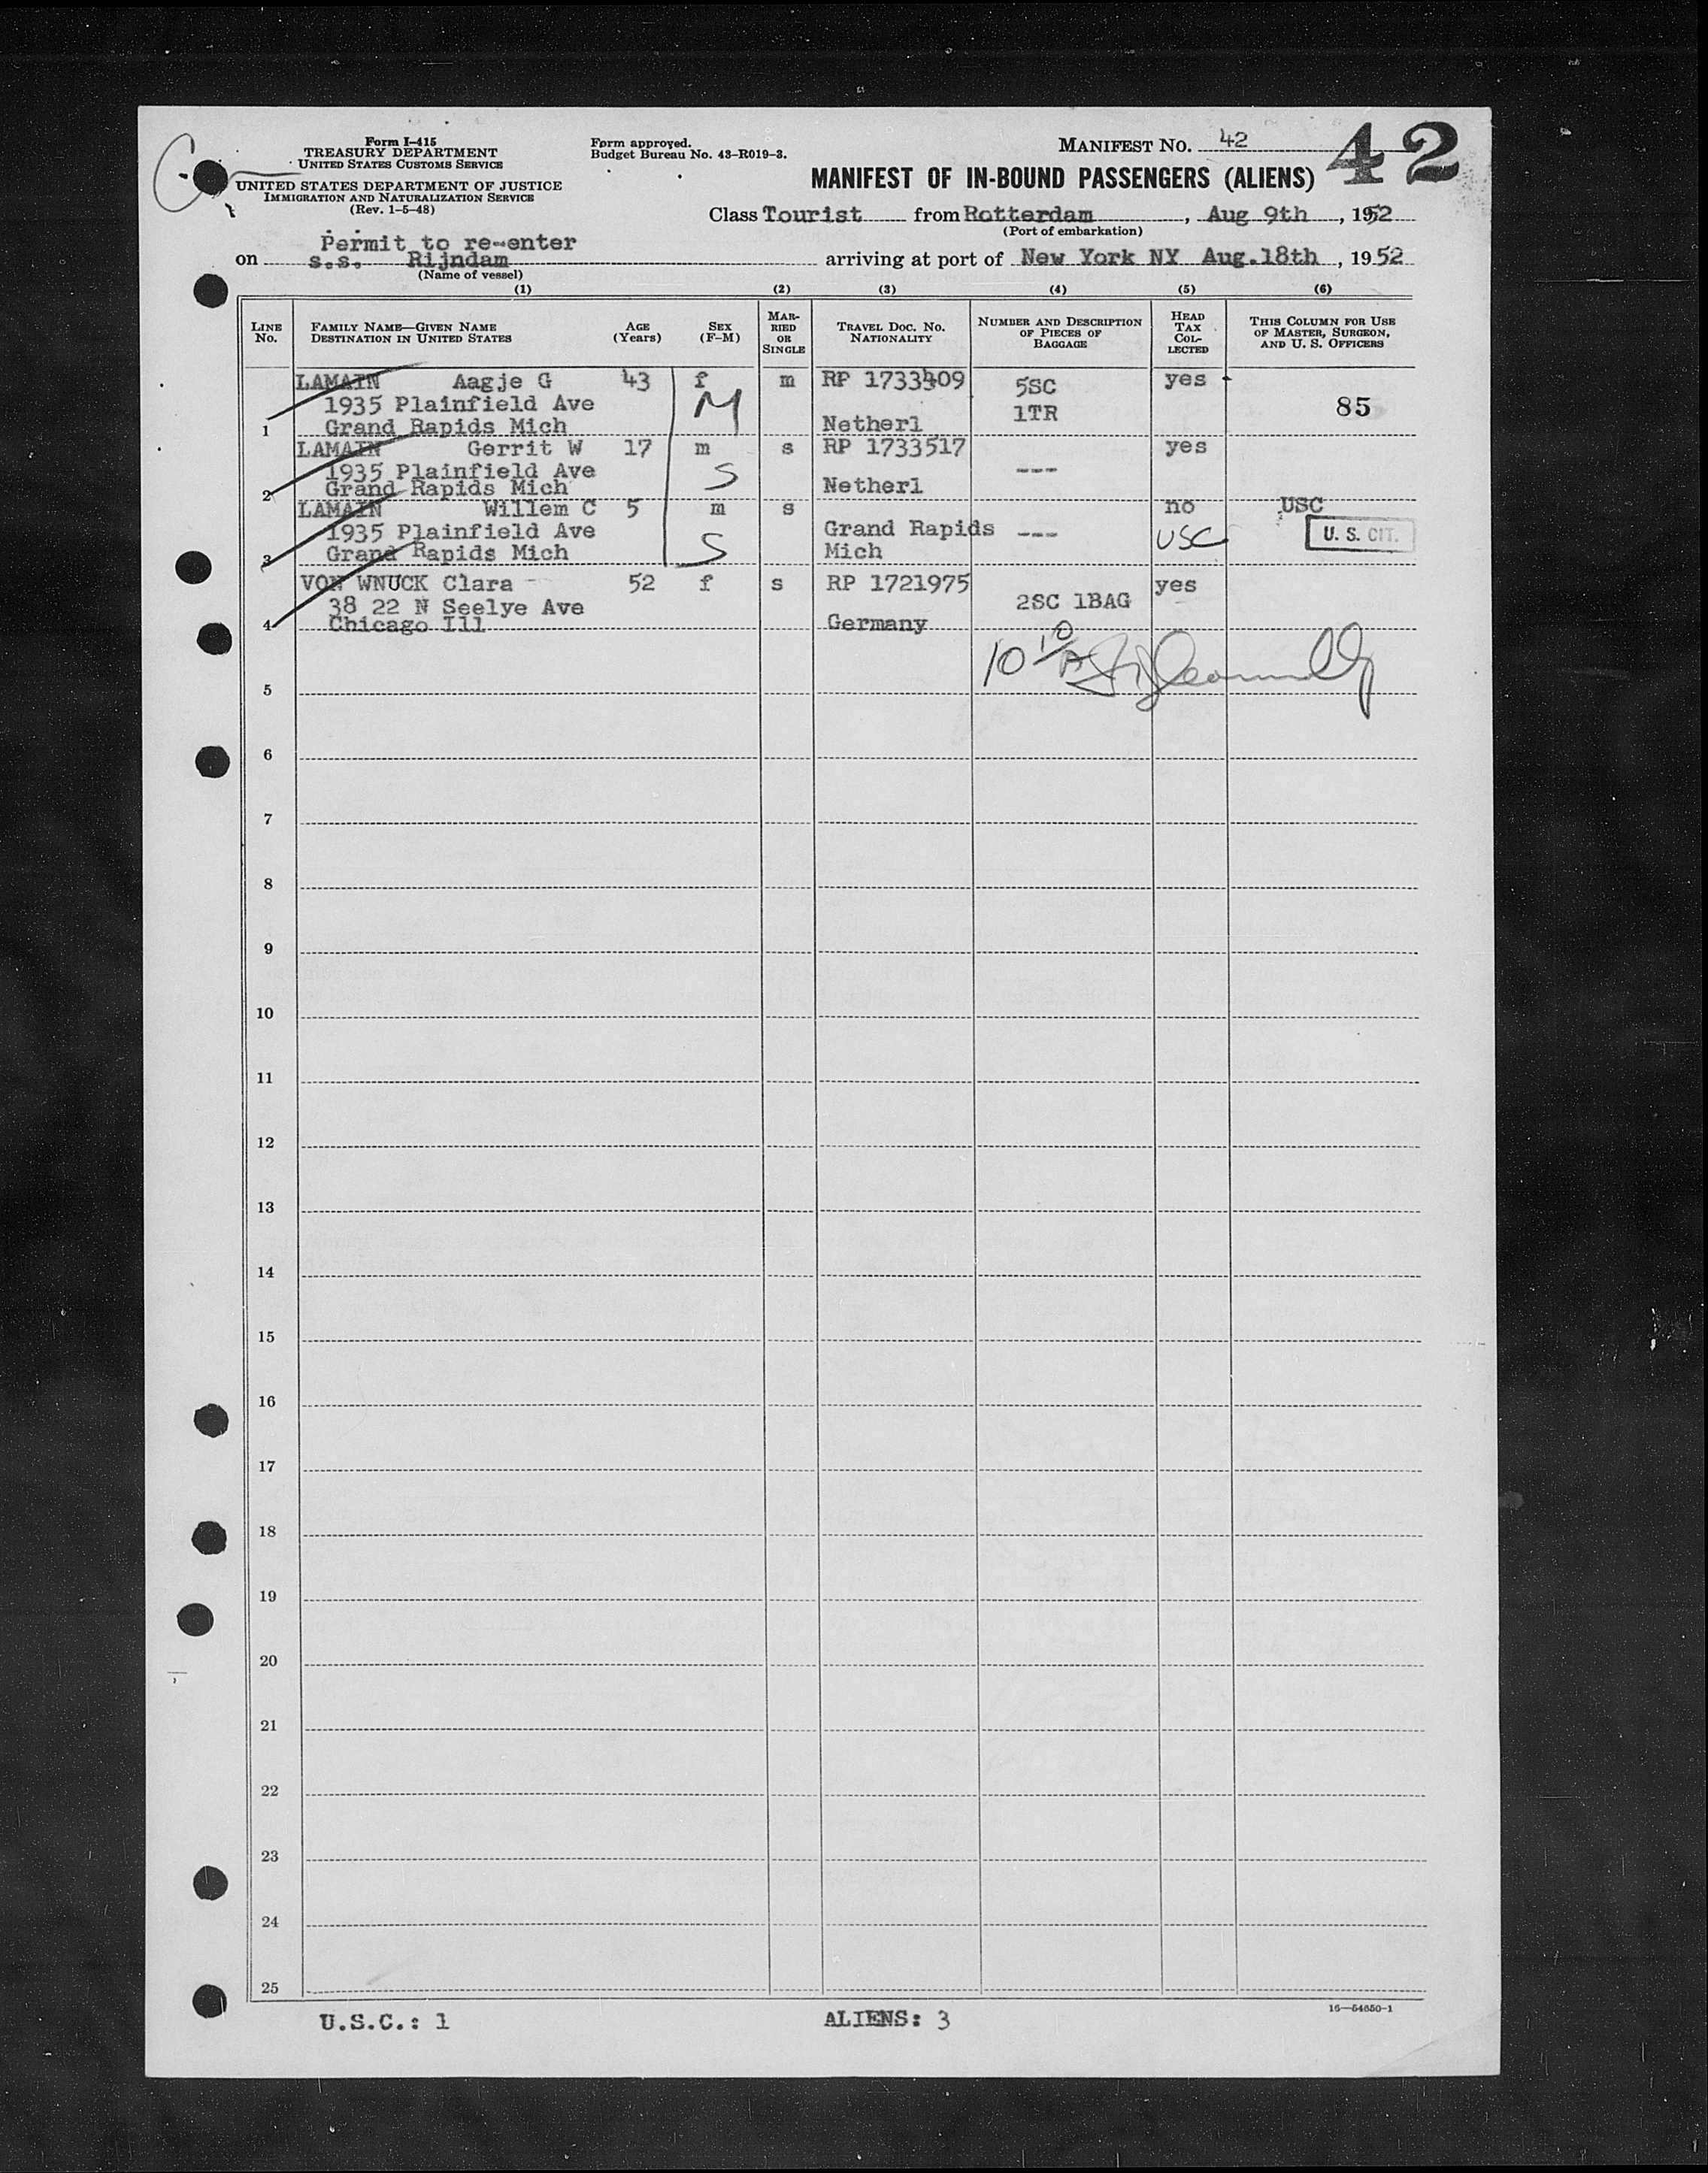 Form I-415
TREASURY DEPARTMENT
UNITED STATES CUSTOMS SERVICE
UNITED STATES DEPARTMENT OF JUSTICE
IMMIGRATION AND NATURALIZATION SERVICE
(Rev. 1-5-48)
Form approved.
Budget Bureau No. 43-R019-3.
MANIFEST NO. 42
42
MANIFEST OF IN-BOUND PASSENGERS (ALIENS)
Class Tourist from Rotterdam, Aug 9th, 1952
(Port of embarkation)
Permit to re-enter
on s.s. Rijndam arriving at port of New York NY Aug.18th, 1952
(Name of vessel)
(1) (2) (3) (4) (5) (6)
LINE No. FAMILY NAME—GIVEN NAME DESTINATION IN UNITED STATES AGE (Years) SEX (F-M) MARRIED OR SINGLE TRAVEL DOC. NO. NATIONALITY NUMBER AND DESCRIPTION OF PIECES OF BAGGAGE HEAD TAX COLLECTED THIS COLUMN FOR USE OF MASTER, SURGEON, AND U. S. OFFICERS
LAMAIN Aagje G 43 f m RP 1733409 5SC yes
1935 Plainfield Ave M 1TR 85
1 Grand Rapids Mich Netherl
LAMAIN Gerrit W 17 m s RP 1733517 yes
1935 Plainfield Ave S ---
2 Grand Rapids Mich Netherl
LAMAIN Willem C 5 m s no USC
1935 Plainfield Ave Grand Rapids --- USC U. S. CIT.
3 Grand Rapids Mich S Mich
VON WNUCK Clara - 52 f s RP 1721975 yes
38 22 N Seelye Ave 2SC 1BAG
4 Chicago Ill Germany
10 10/A
5
6
7
8
9
10
11
12
13
14
15
16
17
18
19
20
21
22
23
24
25
16—54650-1
U.S.C.: 1 ALIENS: 3